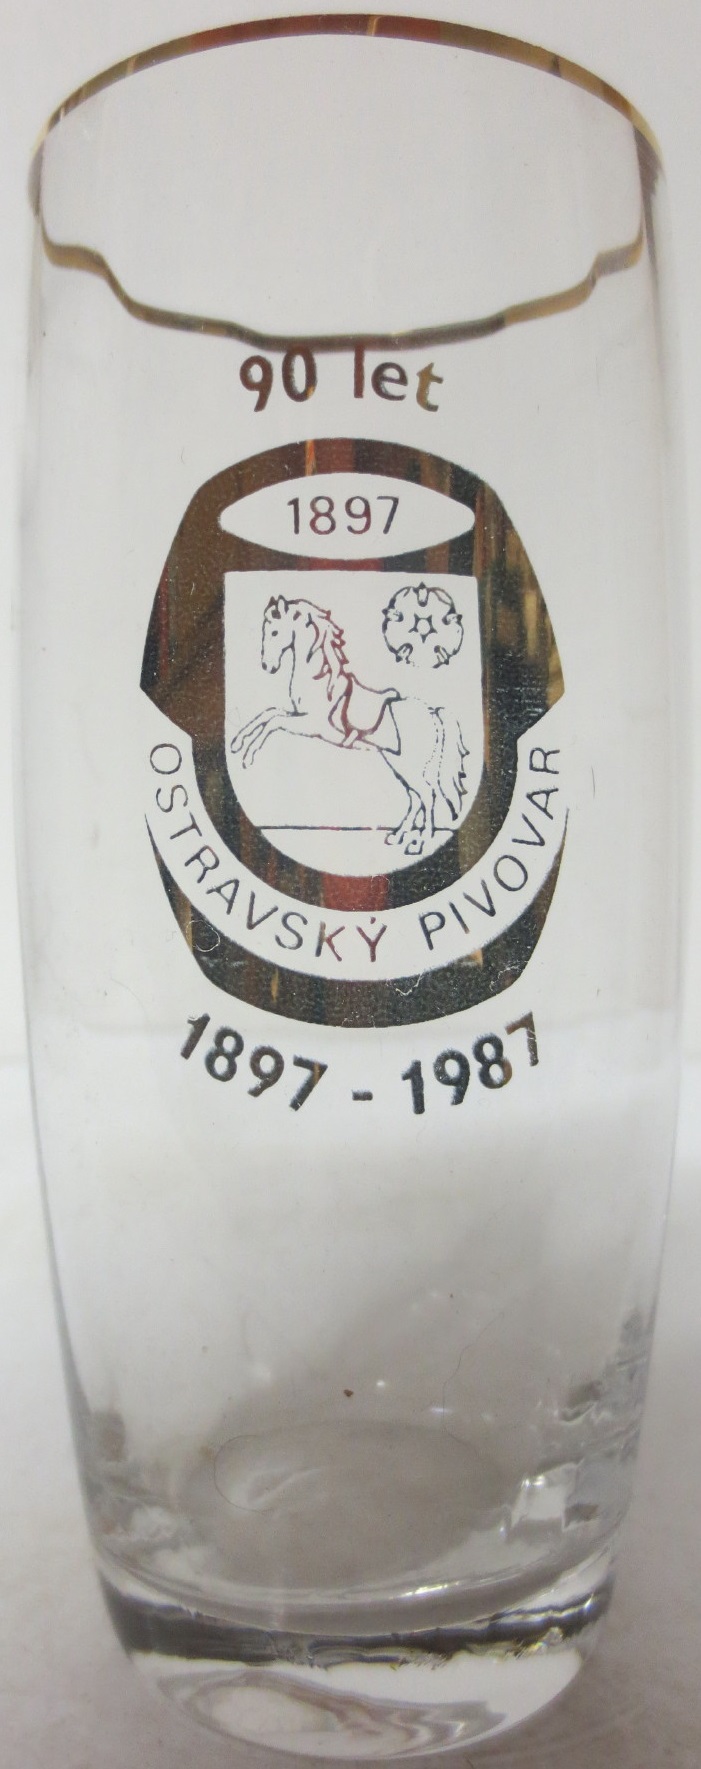 90 let
1897
OSTRAVSKÝ PIVOVAR
1897 - 1987